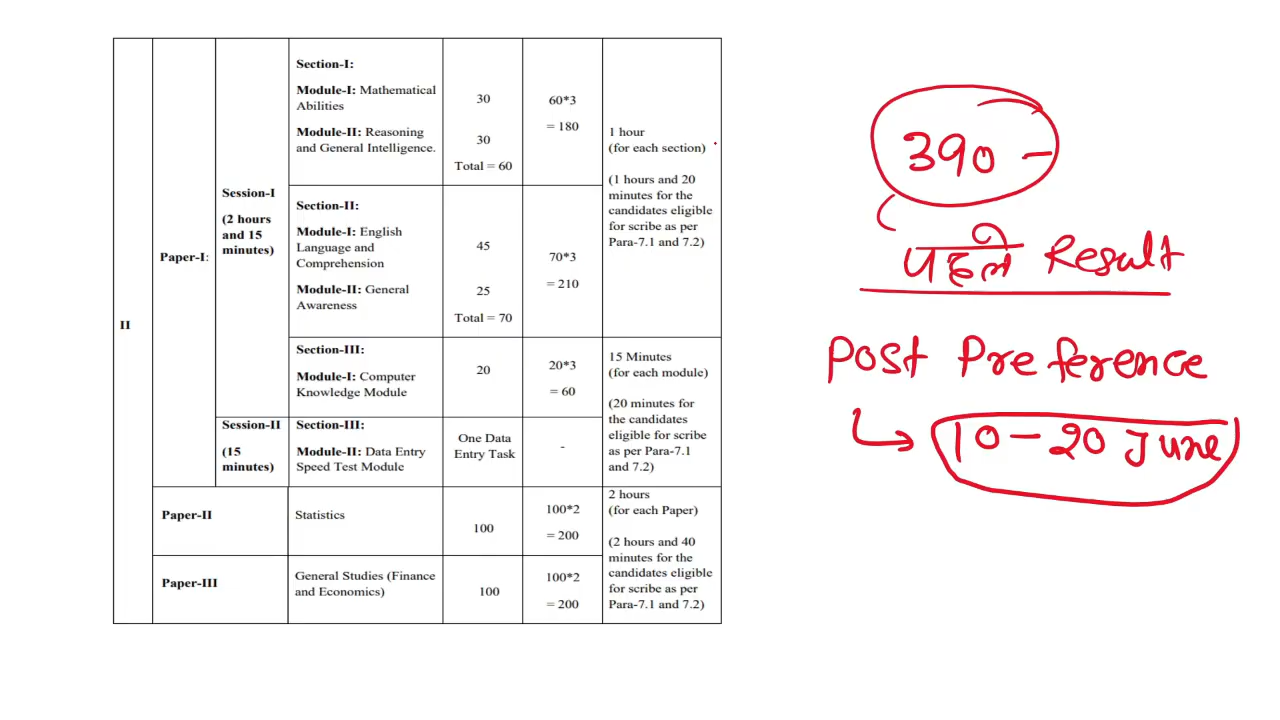 Section-I:
Module-I: Mathematical
Abilities
30
60*3
Module-II: Reasoning
and General Intelligence.
30
= 180
Total = 60
1 hour
(for each section)
(1 hours and 20
minutes for the
candidates eligible
for scribe as per
Para-7.1 and 7.2)
Session-I
(2 hours
and 15
minutes)
Paper-I:
II
Section-II:
Module-I: English
Language and
Comprehension
45
70*3
Module-II: General
Awareness
25
= 210
Total = 70
Section-III:
Module-I: Computer
Knowledge Module
20
20*3
= 60
15 Minutes
(for each module)
(20 minutes for
the candidates
eligible for scribe
as per Para-7.1
and 7.2)
Session-II
(15
minutes)
Section-III:
Module-II: Data Entry
Speed Test Module
One Data
Entry Task
-
Paper-II
Statistics
100
100*2
= 200
2 hours
(for each Paper)
(2 hours and 40
minutes for the
candidates eligible
for scribe as per
Para-7.1 and 7.2)
Paper-III
General Studies (Finance
and Economics)
100
100*2
= 200
390 -
पहले Result
Post Preference
10 - 20 June